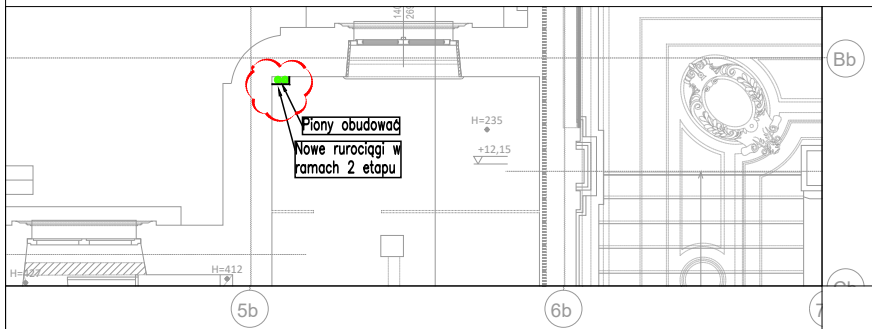 Bb
Piony obudować
H=235
Nowe rurociągi w
ramach 2 etapu
+12,15
H=412
5b
6b